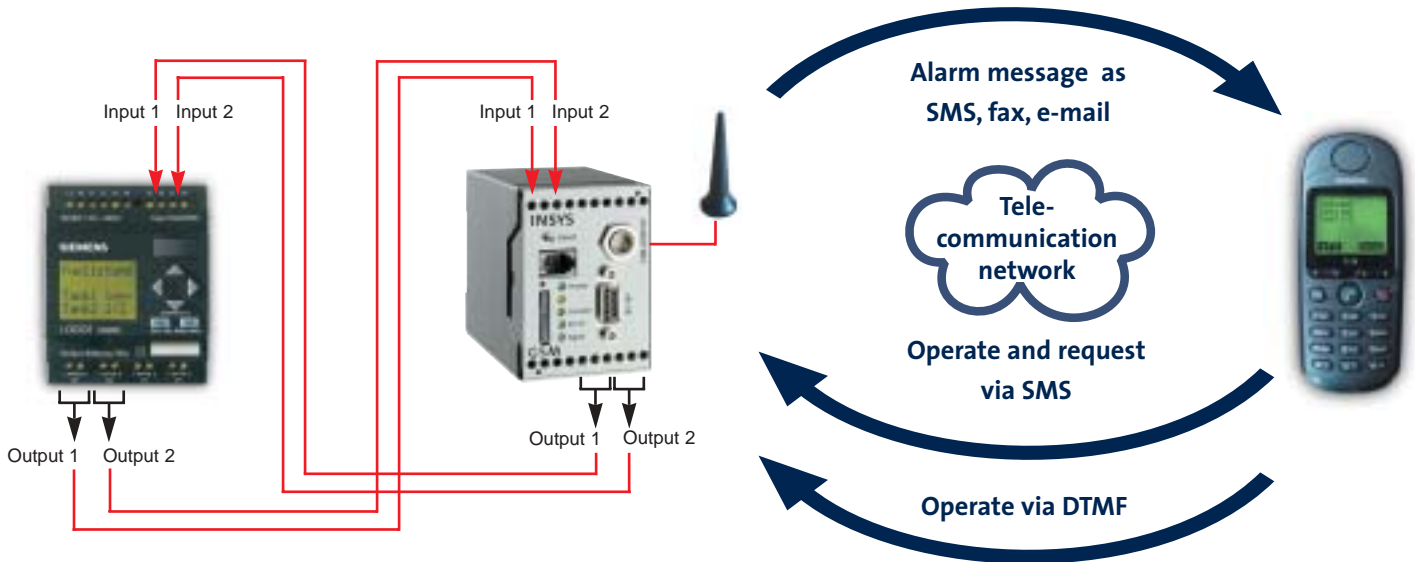 Alarm message as
SMS, fax, e-mail
Input 1 Input 2
Input 1 Input 2
INSYS
SIEMENS
Tele-
communication
network
GSM
Operate and request
via SMS
Output 1 Output 2
Output 1 Output 2
Operate via DTMF